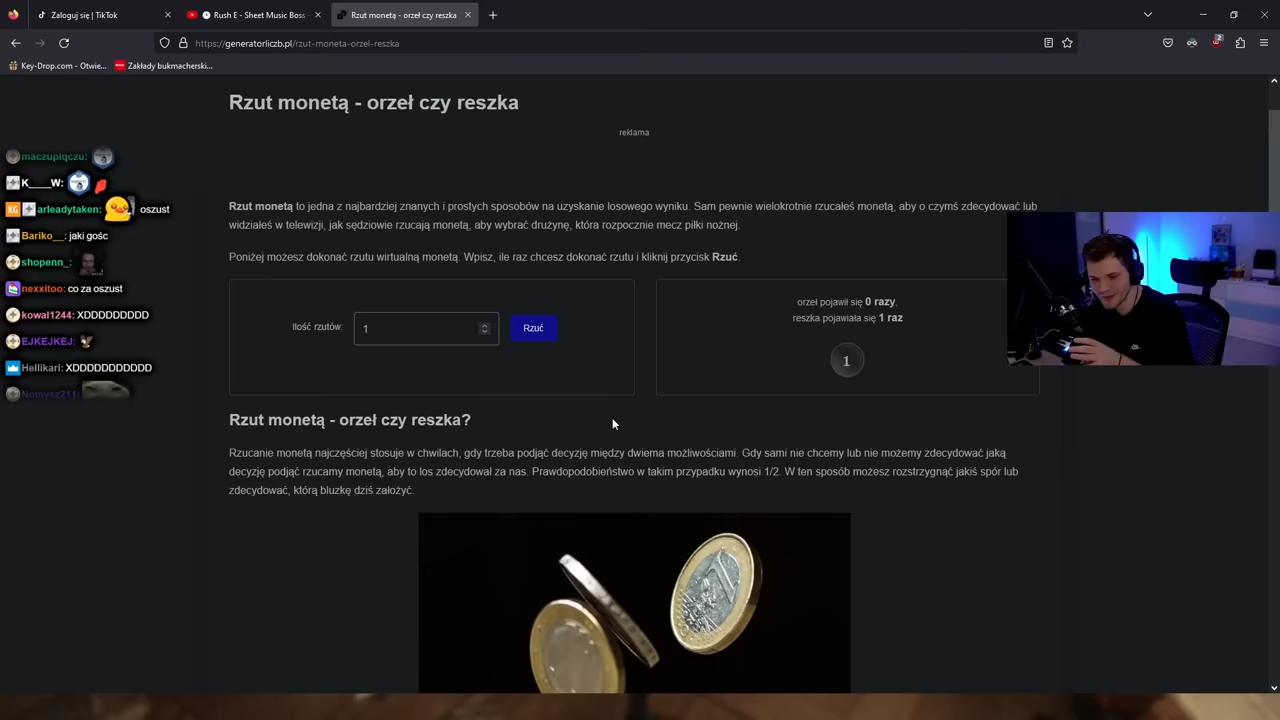 Zaloguj się | TikTok
Rush E - Sheet Music Boss -
Rzut monetą - orzeł czy reszka
https://generatorliczb.pl/rzut-moneta-orzel-reszka
2
Key-Drop.com - Otwie...
Zakłady bukmacherski...
Rzut monetą - orzeł czy reszka
reklama
maczupiqczu:
K____W:
KG arleadytaken: oszust
Bariko__: jaki gośc
shopenn_:
nexxitoo: co za oszust
kowal1244: XDDDDDDDDD
EJKEJKEJ:
Hellikari: XDDDDDDDDDDD
Nomysz211:
Rzut monetą to jedna z najbardziej znanych i prostych sposobów na uzyskanie losowego wyniku. Sam pewnie wielokrotnie rzucałeś monetą, aby o czymś zdecydować lub
widziałeś w telewizji, jak sędziowie rzucają monetą, aby wybrać drużynę, która rozpocznie mecz piłki nożnej.
Poniżej możesz dokonać rzutu wirtualną monetą. Wpisz, ile raz chcesz dokonać rzutu i kliknij przycisk Rzuć.
Ilość rzutów:
1
Rzuć
orzeł pojawił się 0 razy,
reszka pojawiała się 1 raz
1
Rzut monetą - orzeł czy reszka?
Rzucanie monetą najczęściej stosuje w chwilach, gdy trzeba podjąć decyzję między dwiema możliwościami. Gdy sami nie chcemy lub nie możemy zdecydować jaką
decyzję podjąć rzucamy monetą, aby to los zdecydował za nas. Prawdopodobieństwo w takim przypadku wynosi 1/2. W ten sposób możesz rozstrzygnąć jakiś spór lub
zdecydować, którą bluzkę dziś założyć.